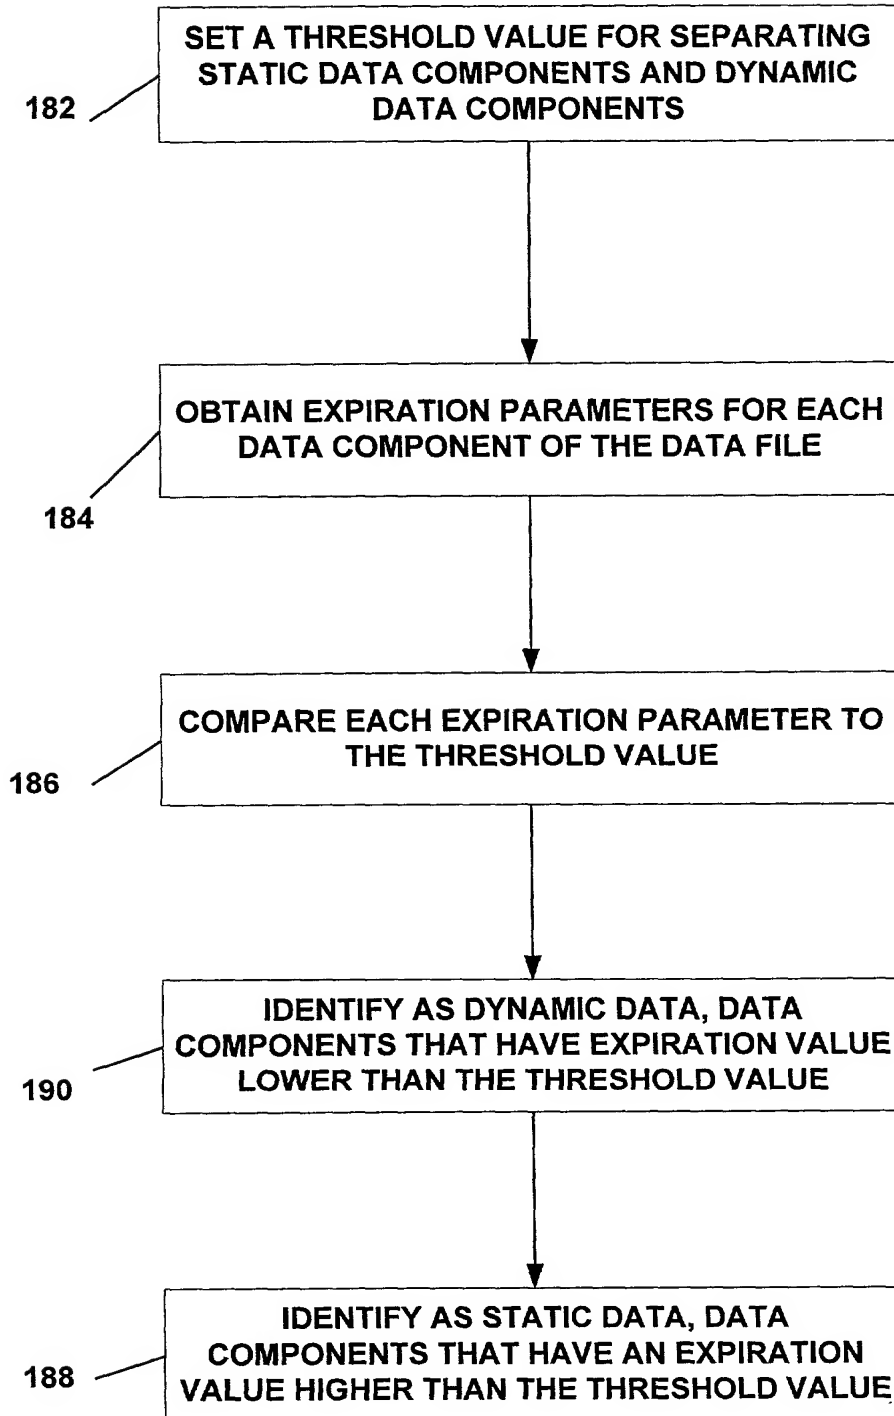 SET A THRESHOLD VALUE FOR SEPARATING
STATIC DATA COMPONENTS AND DYNAMIC
DATA COMPONENTS
182
OBTAIN EXPIRATION PARAMETERS FOR EACH
DATA COMPONENT OF THE DATA FILE
184
COMPARE EACH EXPIRATION PARAMETER TO
THE THRESHOLD VALUE
186
IDENTIFY AS DYNAMIC DATA, DATA
COMPONENTS THAT HAVE EXPIRATION VALUE
LOWER THAN THE THRESHOLD VALUE
190
IDENTIFY AS STATIC DATA, DATA
COMPONENTS THAT HAVE AN EXPIRATION
VALUE HIGHER THAN THE THRESHOLD VALUE
188